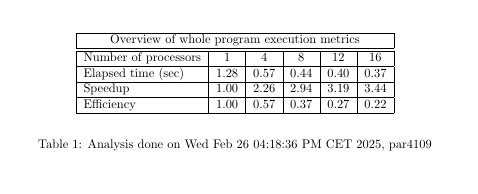 Overview of whole program execution metrics
Number of processors 1 4 8 12 16
Elapsed time (sec) 1.28 0.57 0.44 0.40 0.37
Speedup 1.00 2.26 2.94 3.19 3.44
Efficiency 1.00 0.57 0.37 0.27 0.22
Table 1: Analysis done on Wed Feb 26 04:18:36 PM CET 2025, par4109